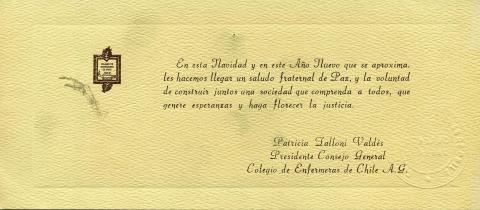 En esta Navidad y en este Año Nuevo que se aproxima,
les hacemos llegar un saludo fraternal de Paz, y la voluntad
de construir juntos una sociedad que comprenda a todos, que
genere esperanzas y haga florecer la justicia.
Patricia Talloni Valdés
Presidente Consejo General
Colegio de Enfermeras de Chile A.G.